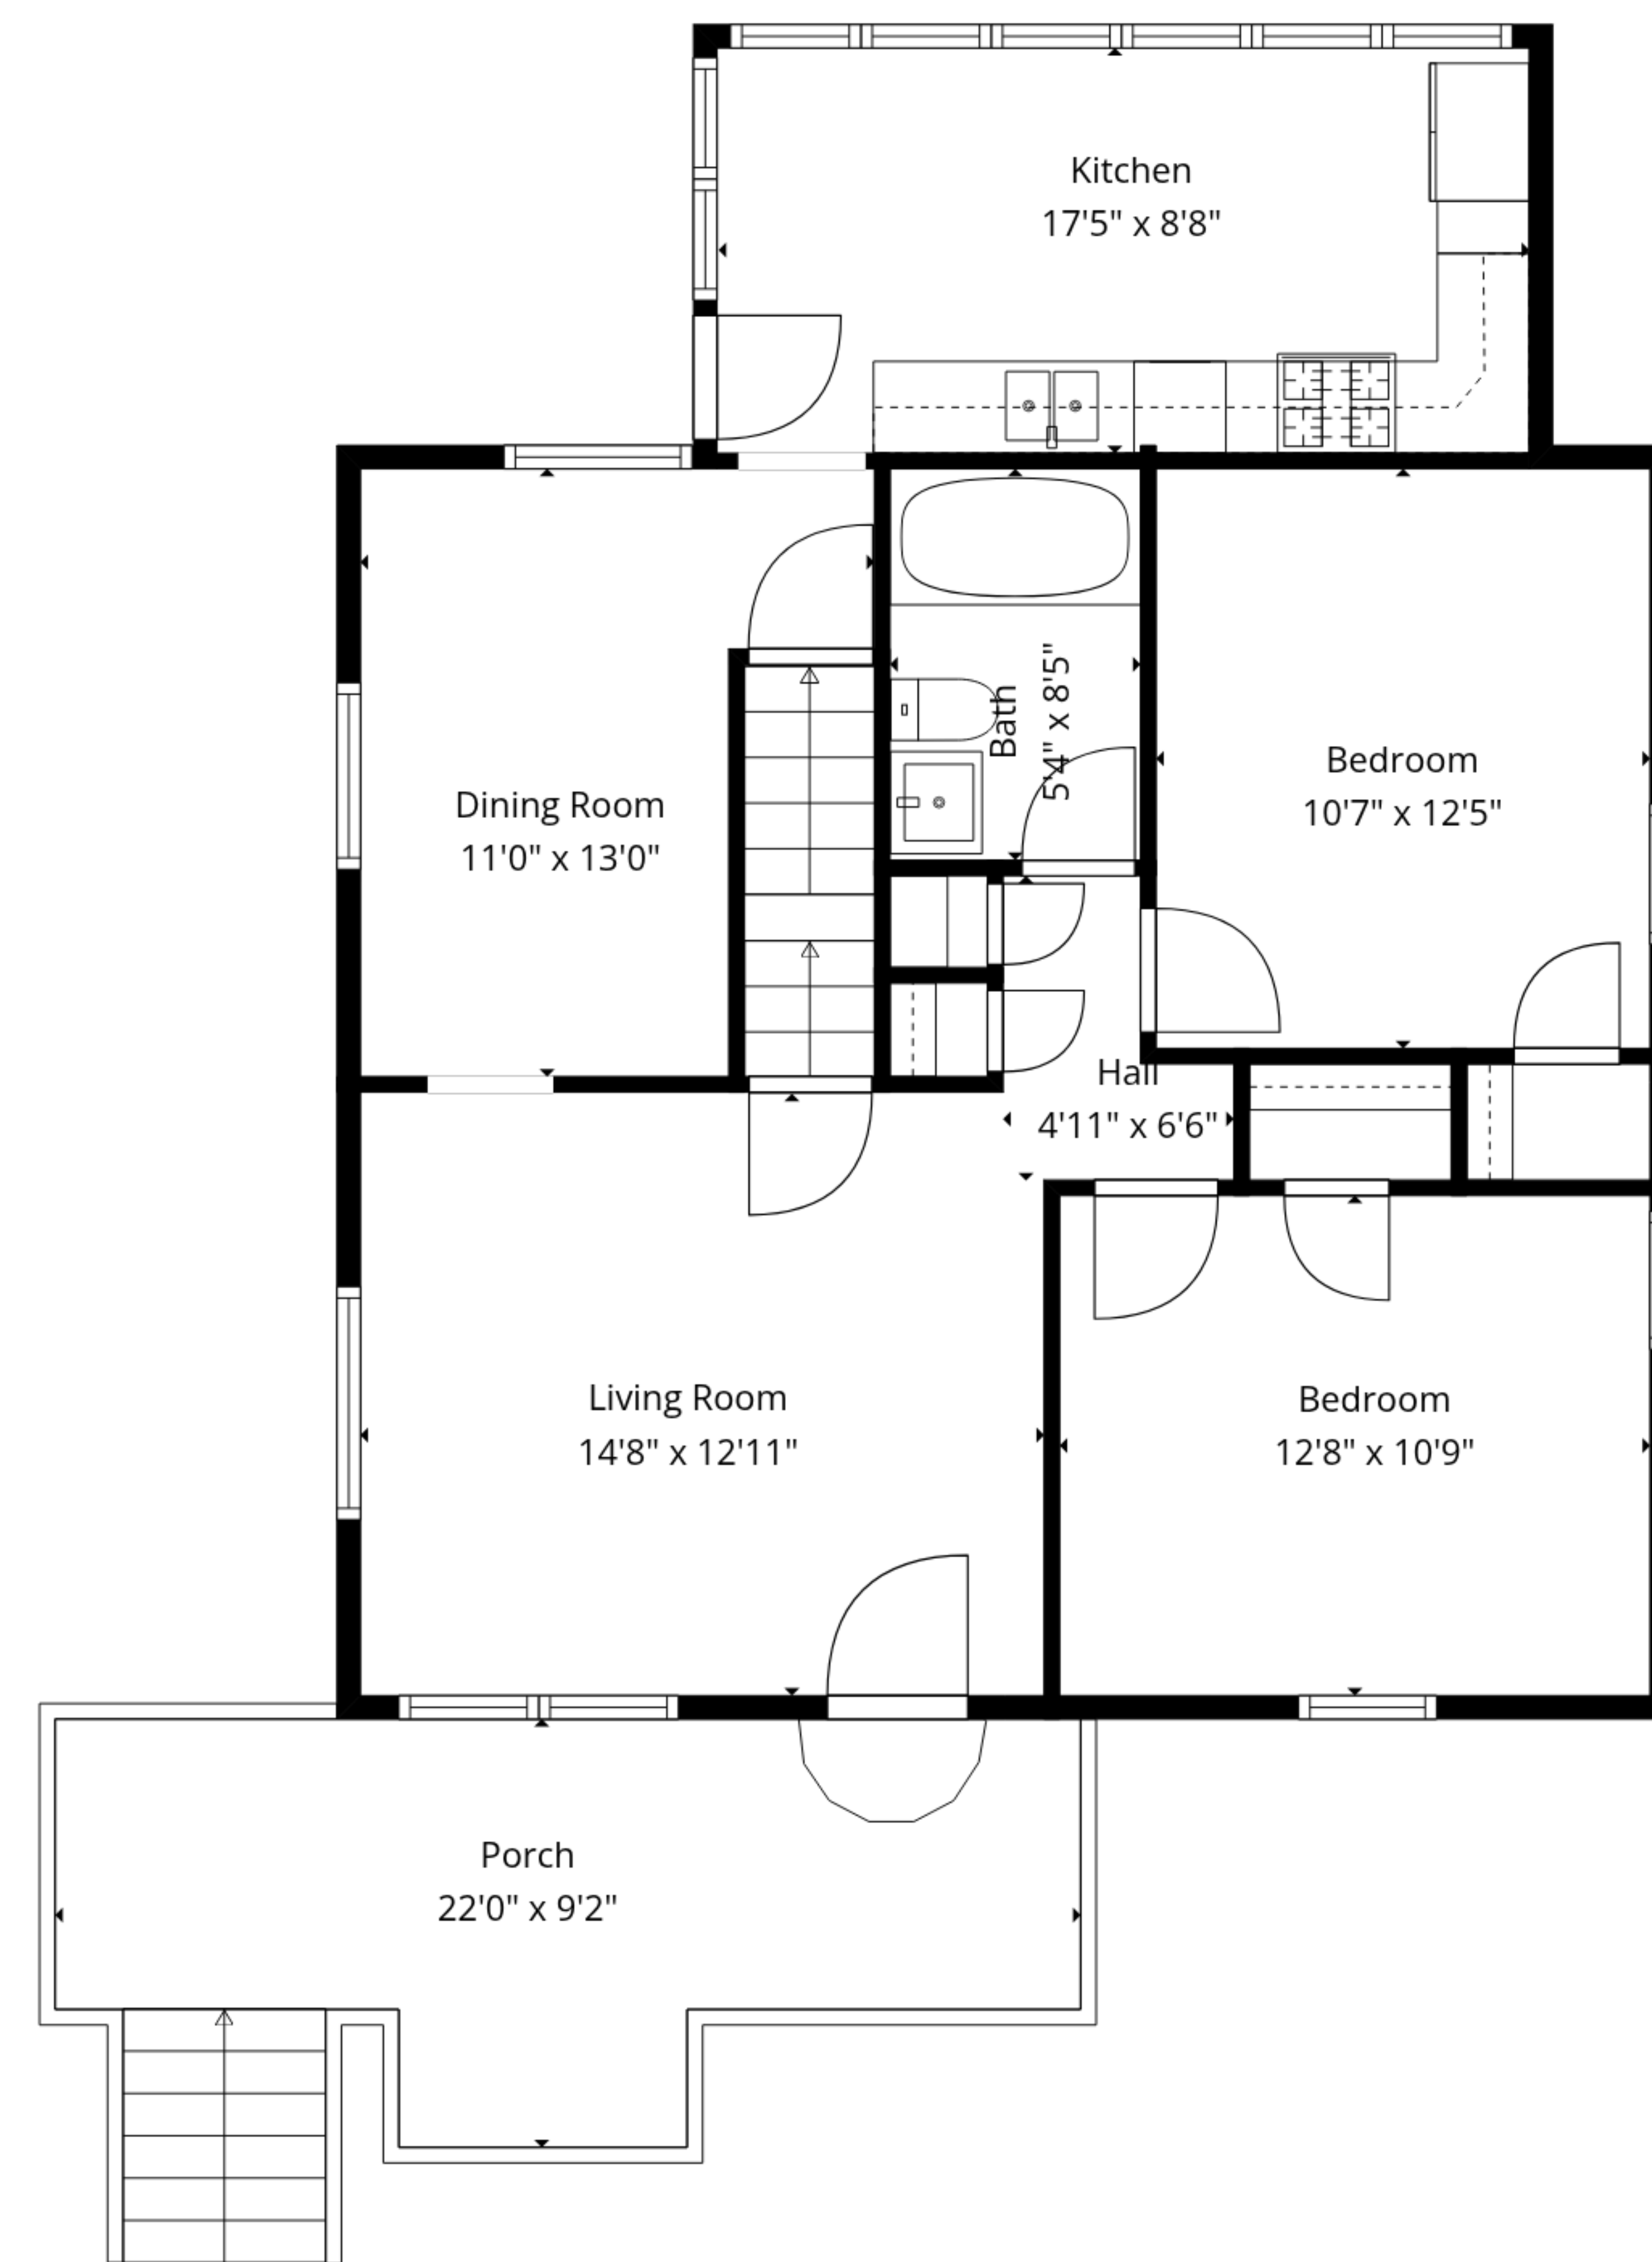 Kitchen
17'5" x 8'8"
Bath
5'4" x 8'5"
Bedroom
10'7" x 12'5"
Dining Room
11'0" x 13'0"
Hall
4'11" x 6'6"
Living Room
14'8" x 12'11"
Bedroom
12'8" x 10'9"
Porch
22'0" x 9'2"